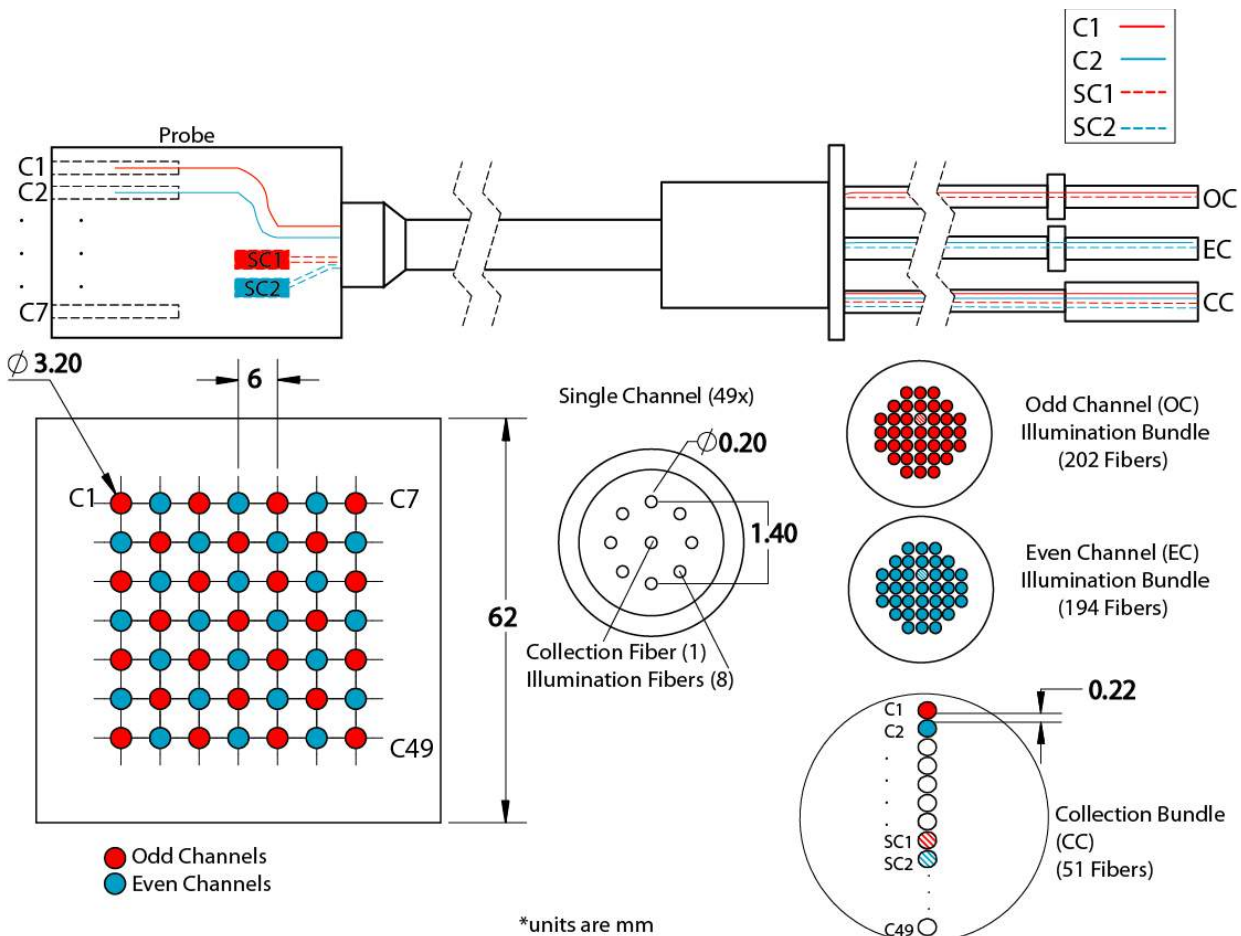 C1
C2
SC1
SC2
Probe
C1
C2
SC1
SC2
C7
OC
EC
CC
∅ 3.20
6
C1
C7
62
C49
Odd Channels
Even Channels
Single Channel (49x)
∅0.20
1.40
Collection Fiber (1)
Illumination Fibers (8)
Odd Channel (OC)
Illumination Bundle
(202 Fibers)
Even Channel (EC)
Illumination Bundle
(194 Fibers)
0.22
C1
C2
SC1
SC2
C49
Collection Bundle
(CC)
(51 Fibers)
*units are mm